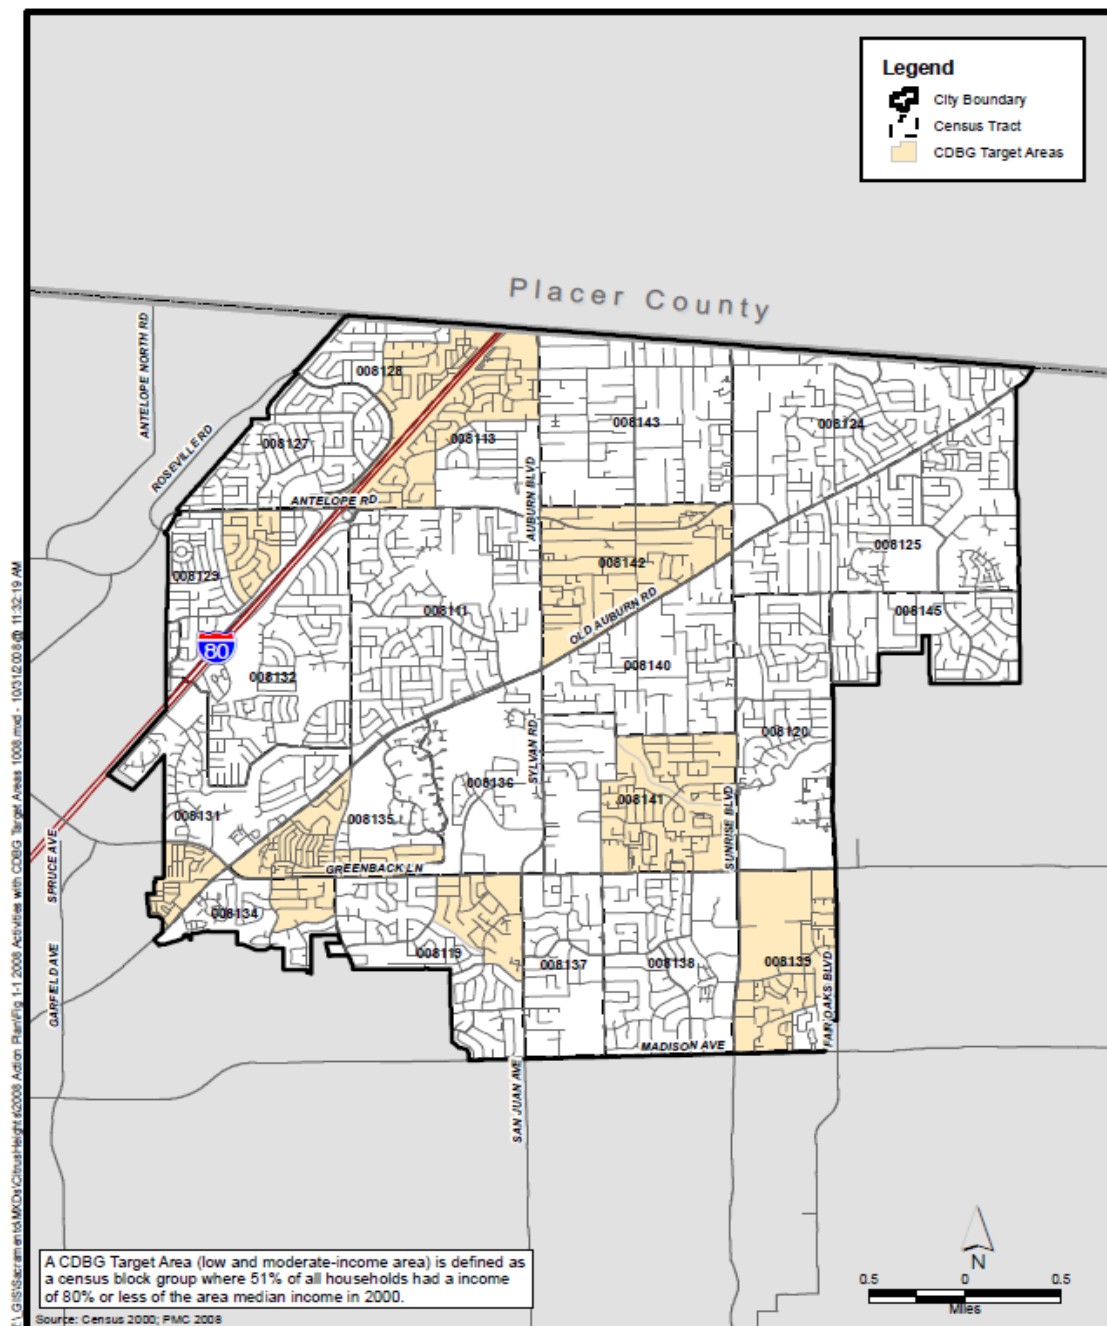 Legend
City Boundary
Census Tract
CDBG Target Areas
Placer County
ANTELOPE NORTH RD
ROSEVILLE RD
008128
008127
008113
008143
008124
ANTELOPE RD
AUBURN BLVD
008125
008129
008142
008111
OLD AUBURN RD
008145
80
008132
008140
SYLVAN RD
008120
008136
008141
SUNRISE BLVD
008131
008135
SPRUCE AVE
GREENBACK LN
008134
008119
008137
008138
008139
FAIR OAKS BLVD
GARFIELD AVE
MADISON AVE
SAN JUAN AVE
N
0.5 0 0.5
Miles
A CDBG Target Area (low and moderate-income area) is defined as
a census block group where 51% of all households had a income
of 80% or less of the area median income in 2000.
Source: Census 2000; PMC 2008